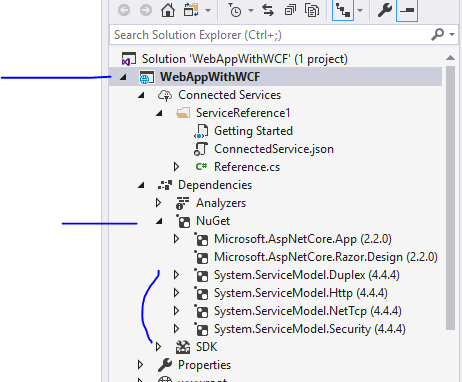 Search Solution Explorer (Ctrl+;)
Solution 'WebAppWithWCF' (1 project)
WebAppWithWCF
Connected Services
ServiceReference1
Getting Started
ConnectedService.json
C# Reference.cs
Dependencies
Analyzers
NuGet
Microsoft.AspNetCore.App (2.2.0)
Microsoft.AspNetCore.Razor.Design (2.2.0)
System.ServiceModel.Duplex (4.4.4)
System.ServiceModel.Http (4.4.4)
System.ServiceModel.NetTcp (4.4.4)
System.ServiceModel.Security (4.4.4)
SDK
Properties